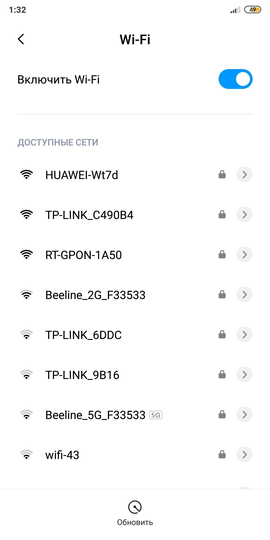 1:32
49
Wi-Fi
Включить Wi-Fi
ДОСТУПНЫЕ СЕТИ
HUAWEI-Wt7d
TP-LINK_C490B4
RT-GPON-1A50
Beeline_2G_F33533
TP-LINK_6DDC
TP-LINK_9B16
Beeline_5G_F33533 5G
wifi-43
Обновить